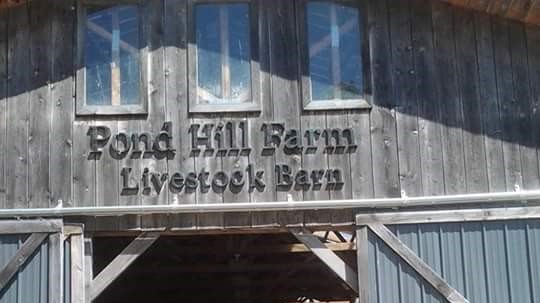 Pond Hill Farm
Livestock Barn